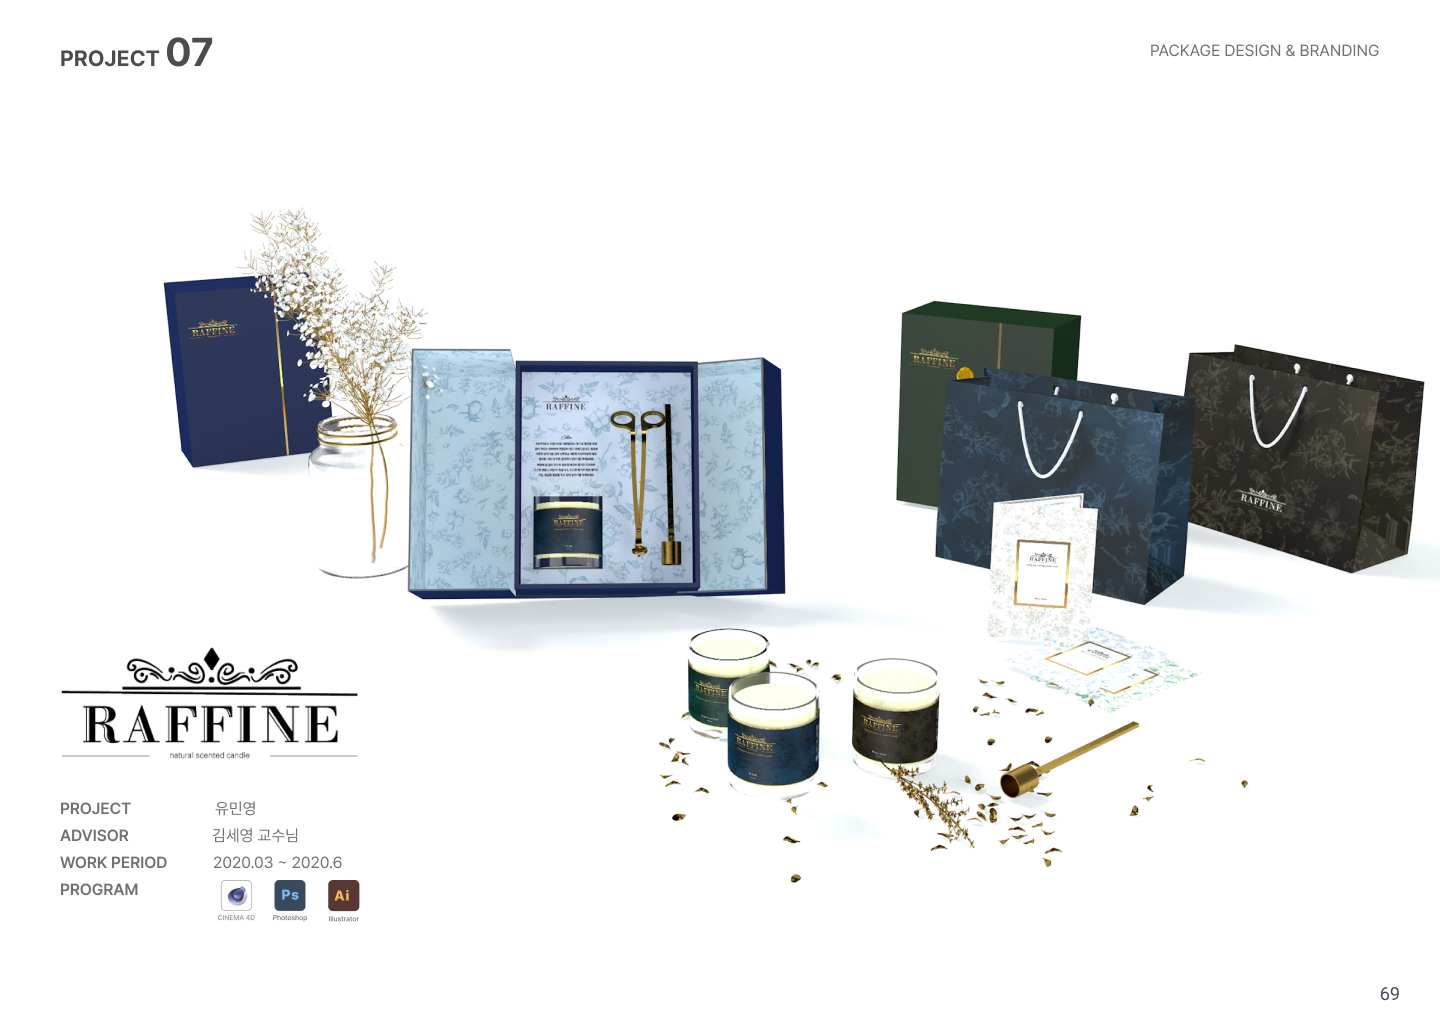 PROJECT 07
PACKAGE DESIGN & BRANDING
RAFFINE
RAFFINE
RAFFINE
RAFFINE
RAFFINE
RAFFINE
RAFFINE
RAFFINE
RAFFINE
RAFFINE
RAFFINE
natural scented candle
PROJECT 유민영
ADVISOR 김세영 교수님
WORK PERIOD 2020.03 ~ 2020.6
PROGRAM
Ps
Ai
CINEMA 4D
Photoshop
Illustrator
69